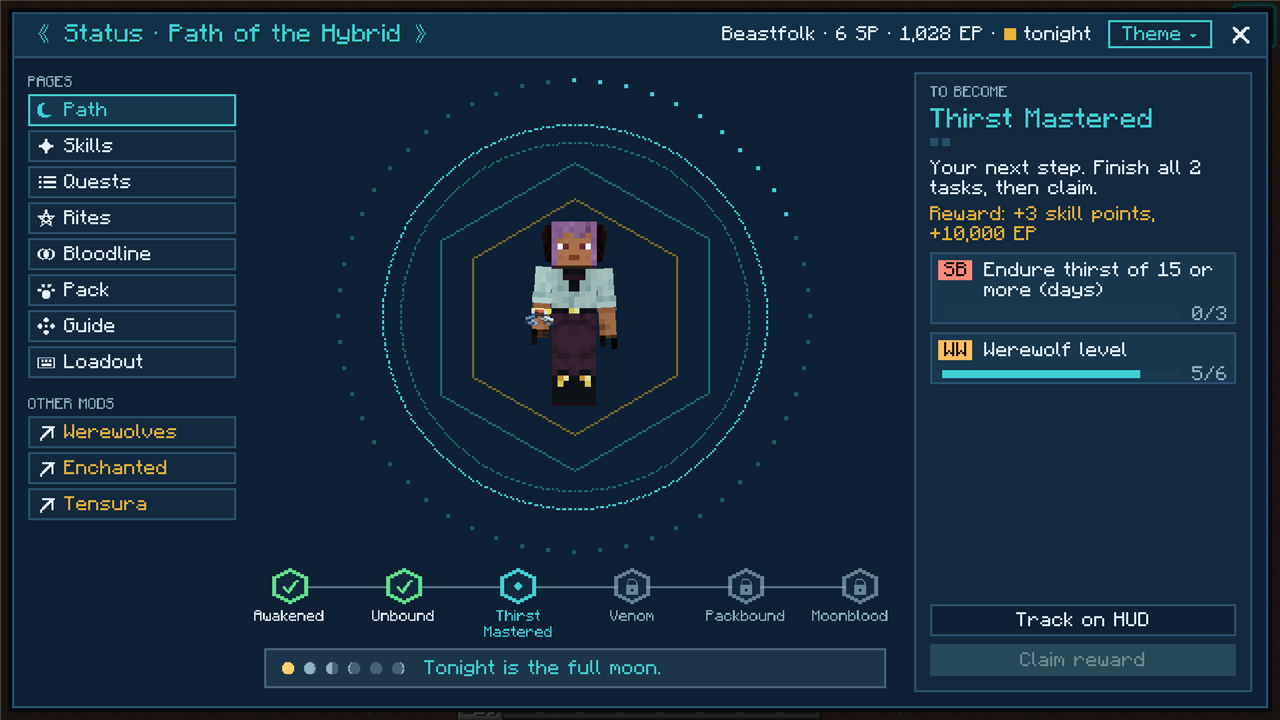 《 Status · Path of the Hybrid 》
Beastfolk · 6 SP · 1,028 EP · tonight
Theme
PAGES
Path
Skills
Quests
Rites
Bloodline
Pack
Guide
Loadout
OTHER MODS
Werewolves
Enchanted
Tensura
Awakened
Unbound
Thirst
Mastered
Venom
Packbound
Moonblood
Tonight is the full moon.
TO BECOME
Thirst Mastered
Your next step. Finish all 2
tasks, then claim.
Reward: +3 skill points,
+10,000 EP
SB Endure thirst of 15 or
more (days)
0/3
WW Werewolf level
5/6
Track on HUD
Claim reward